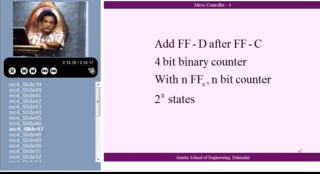 Micro-Controller - 4
Add FF - D after FF - C
4 bit binary counter
With n FFs, n bit counter
2ⁿ states
mc4_Slide39
mc4_Slide40
mc4_Slide41
mc4_Slide42
mc4_Slide43
mc4_Slide44
mc4_Slide45
mc4_Slide46
mc4_Slide47
mc4_Slide48
mc4_Slide49
mc4_Slide50
mc4_Slide51
mc4_Slide52
Amrita School of Engineering, Ettimadai
47